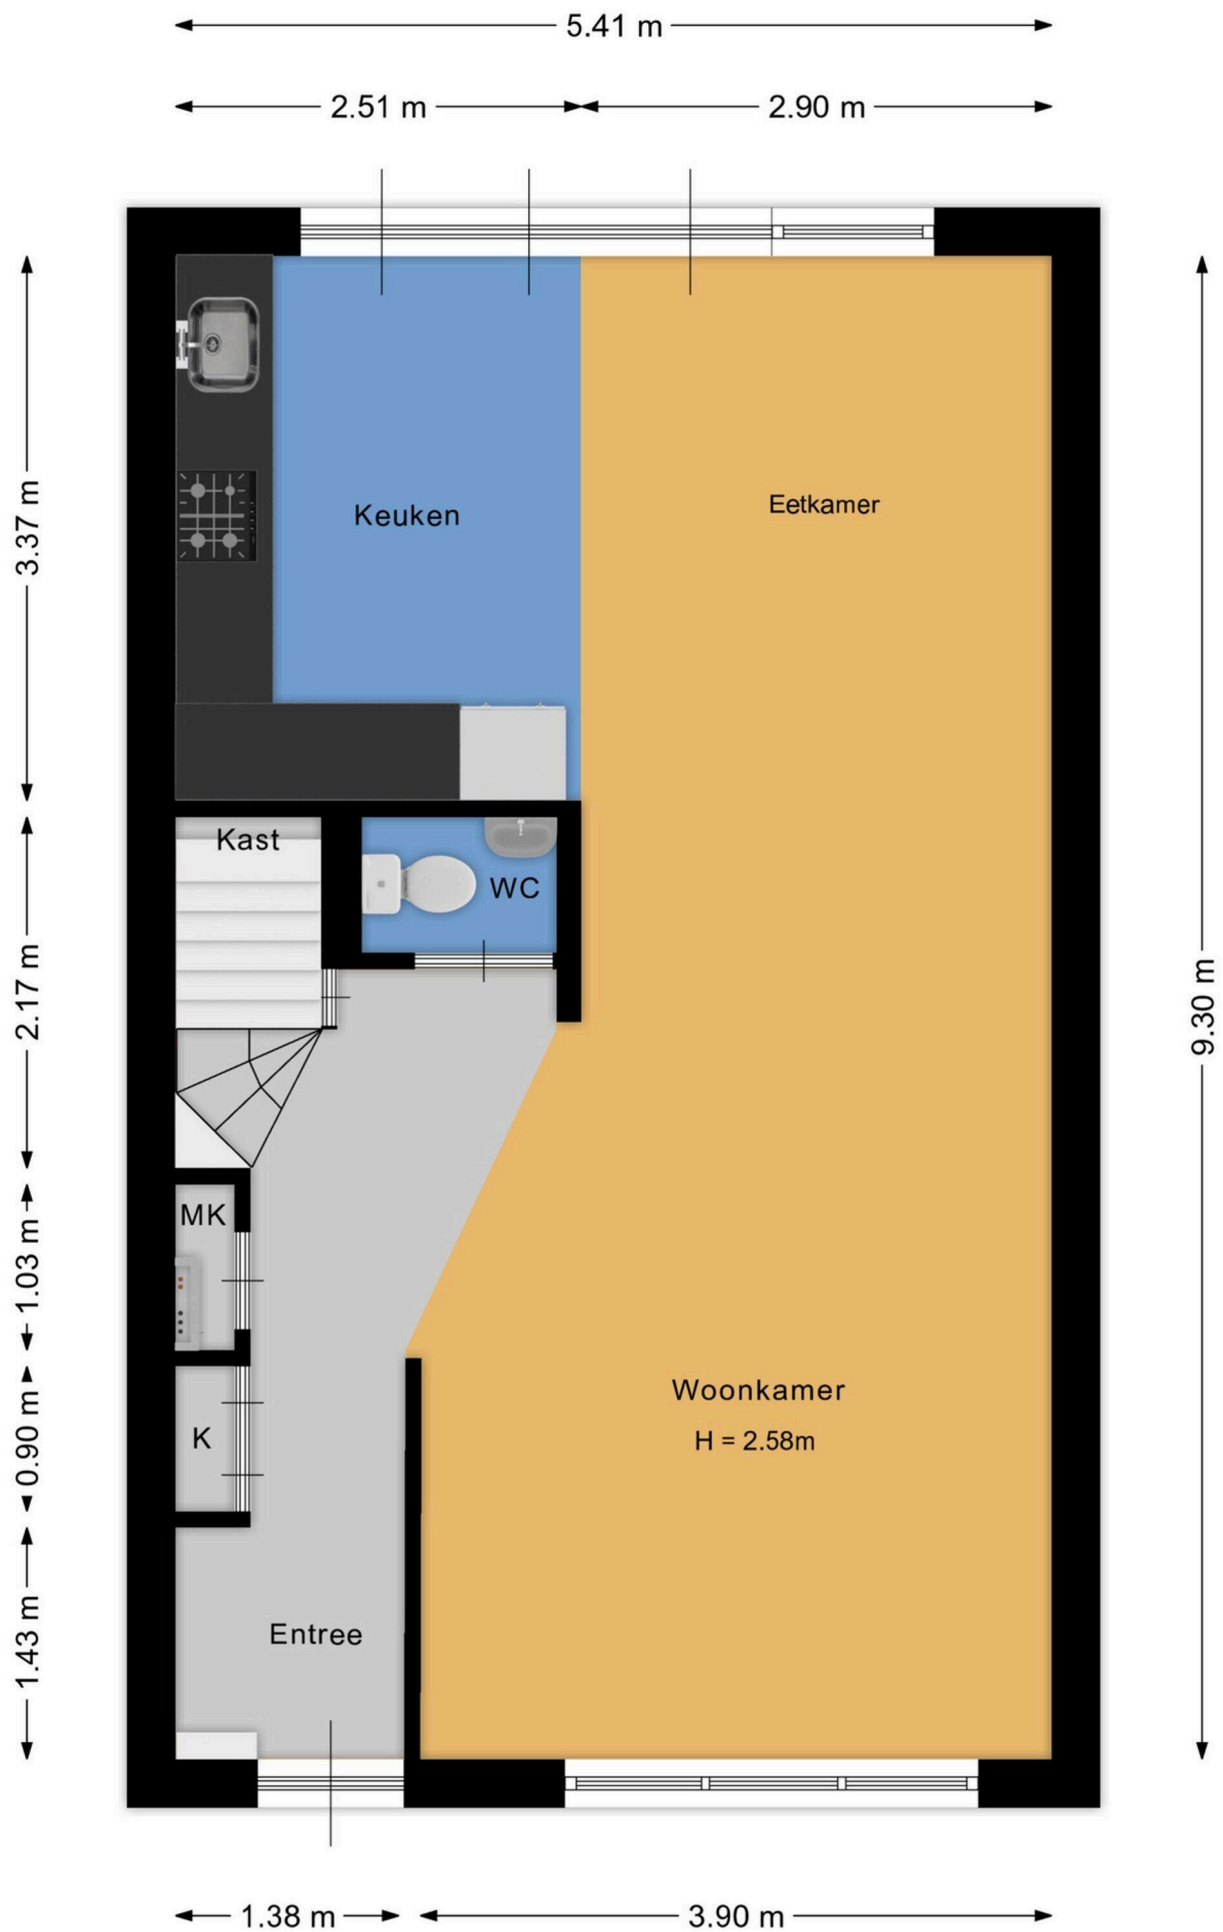 5.41 m
2.51 m
2.90 m
3.37 m
Keuken
Eetkamer
Kast
WC
2.17 m
9.30 m
MK
1.03 m
Woonkamer
H = 2.58m
K
0.90 m
Entree
1.43 m
1.38 m
3.90 m